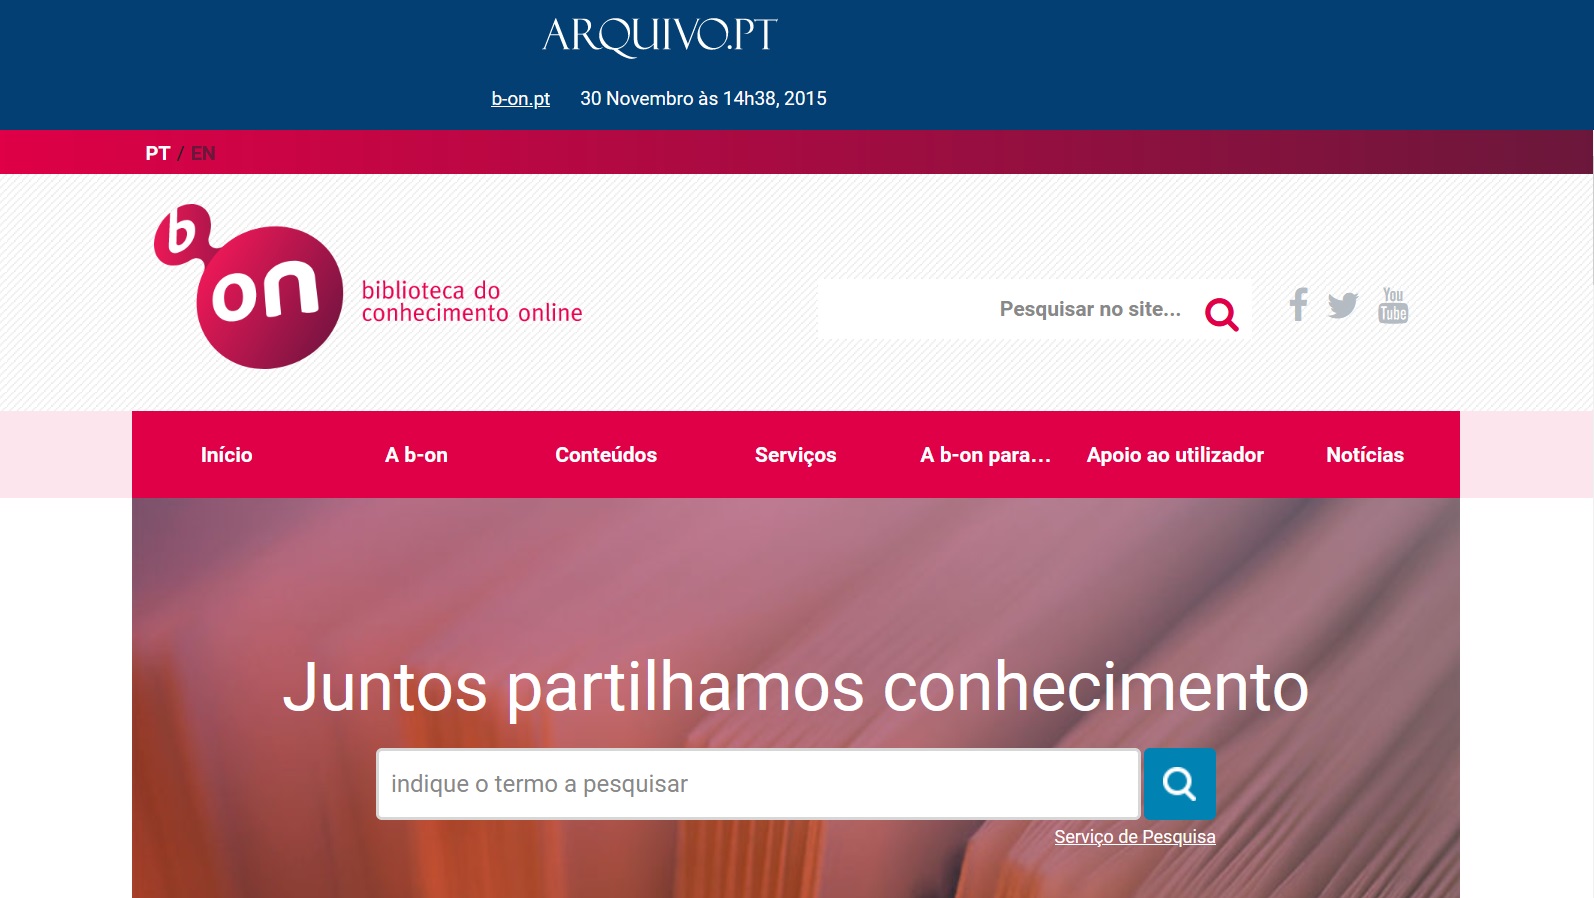 ARQUIVO.PT
b-on.pt 30 Novembro às 14h38, 2015
PT / EN
b
on
biblioteca do
conhecimento online
Pesquisar no site...
You
Tube
Início A b-on Conteúdos Serviços A b-on para... Apoio ao utilizador Notícias
Juntos partilhamos conhecimento
indique o termo a pesquisar
Serviço de Pesquisa